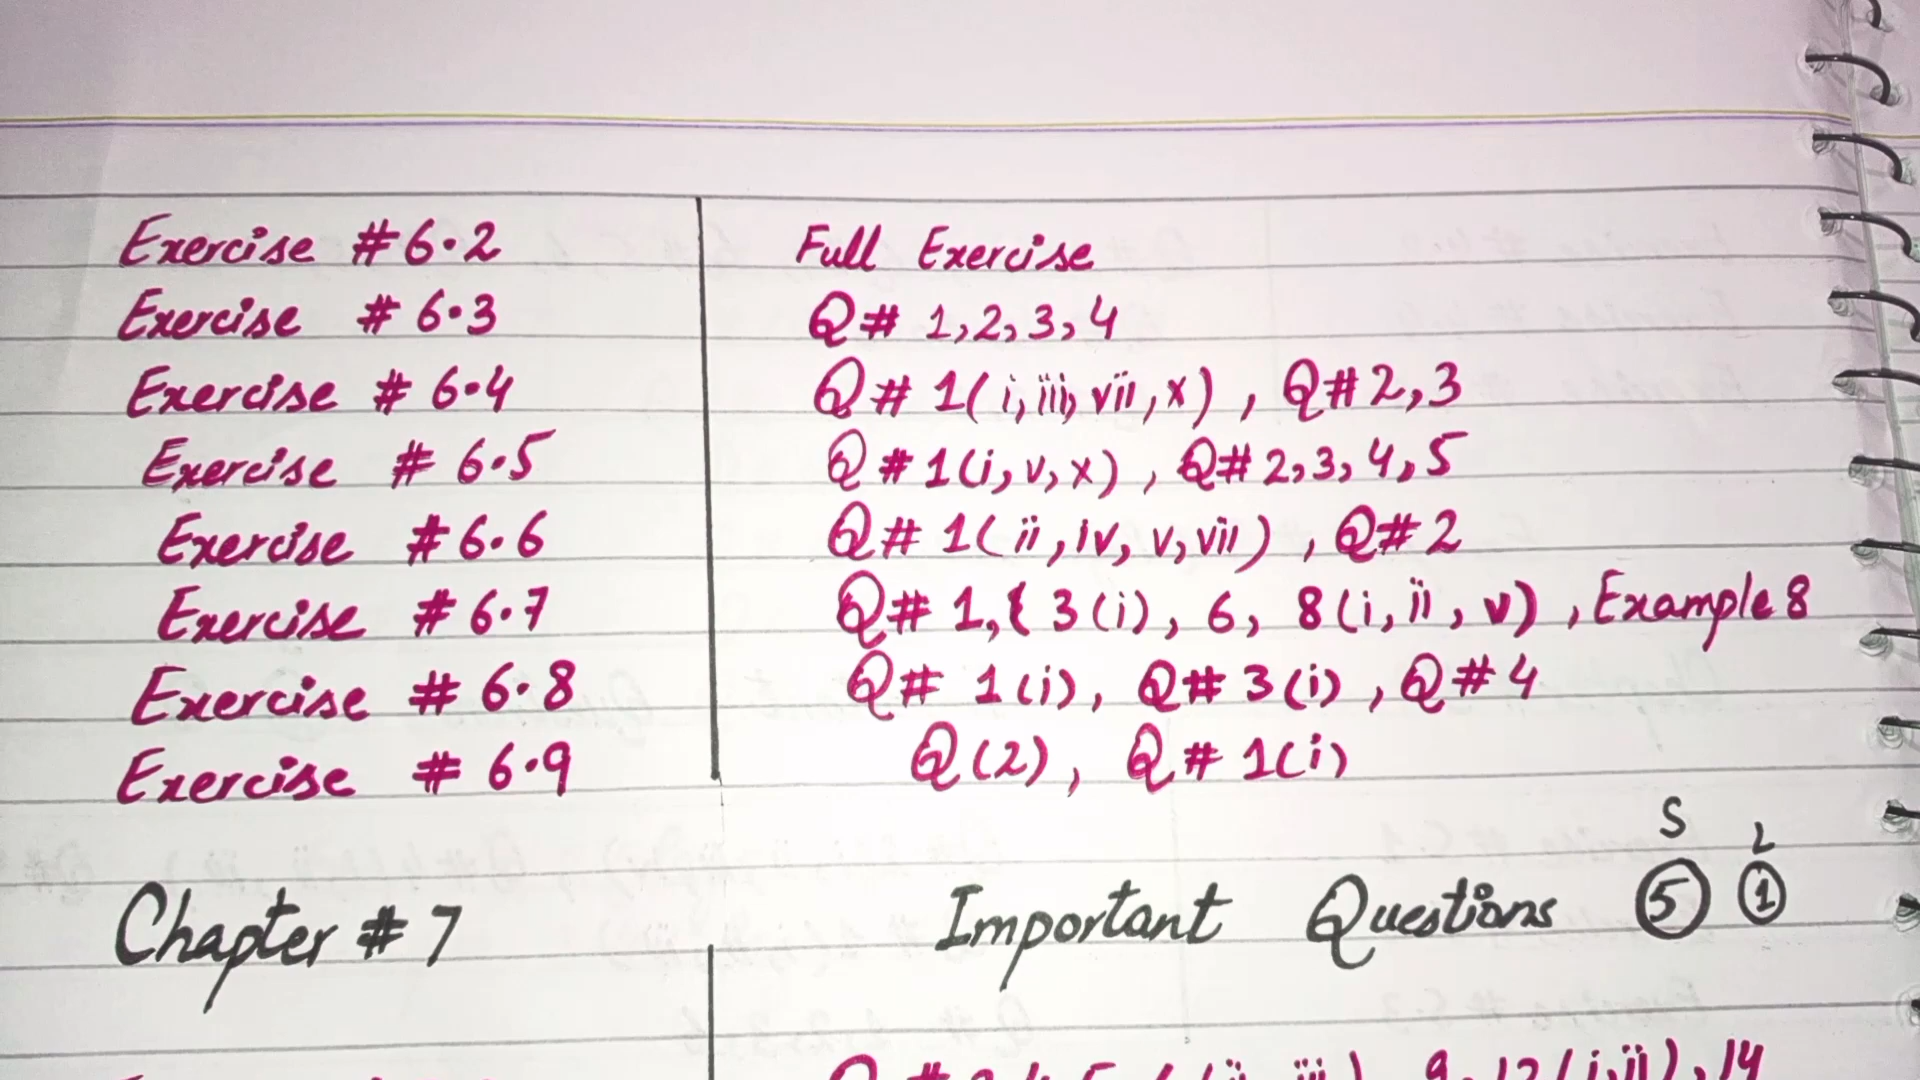 Exercise # 6.2 Full Exercise
Exercise # 6.3 Q# 1,2,3,4
Exercise # 6.4 Q# 1(i,iii,vii,x), Q#2,3
Exercise # 6.5 Q#1(i,v,x), Q#2,3,4,5
Exercise # 6.6 Q# 1(ii,iv,v,vii), Q#2
Exercise # 6.7 Q# 1,{ 3(i), 6, 8(i,ii,v), Example 8
Exercise # 6.8 Q# 1(i), Q#3(i), Q#4
Exercise # 6.9 Q(2), Q# 1(i)
S L
Chapter # 7 Important Questions 5 1